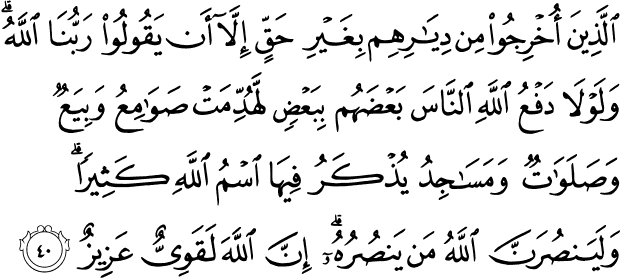 ٱلَّذِينَ أُخْرِجُوا۟ مِن دِيَـٰرِهِم بِغَيْرِ حَقٍّ إِلَّآ أَن يَقُولُوا۟ رَبُّنَا ٱللَّهُ ۗ
وَلَوْلَا دَفْعُ ٱللَّهِ ٱلنَّاسَ بَعْضَهُم بِبَعْضٍ لَّهُدِّمَتْ صَوَٰمِعُ وَبِيَعٌ
وَصَلَوَٰتٌ وَمَسَـٰجِدُ يُذْكَرُ فِيهَا ٱسْمُ ٱللَّهِ كَثِيرًا ۗ
وَلَيَنصُرَنَّ ٱللَّهُ مَن يَنصُرُهُۥٓ ۗ إِنَّ ٱللَّهَ لَقَوِىٌّ عَزِيزٌ ٤٠